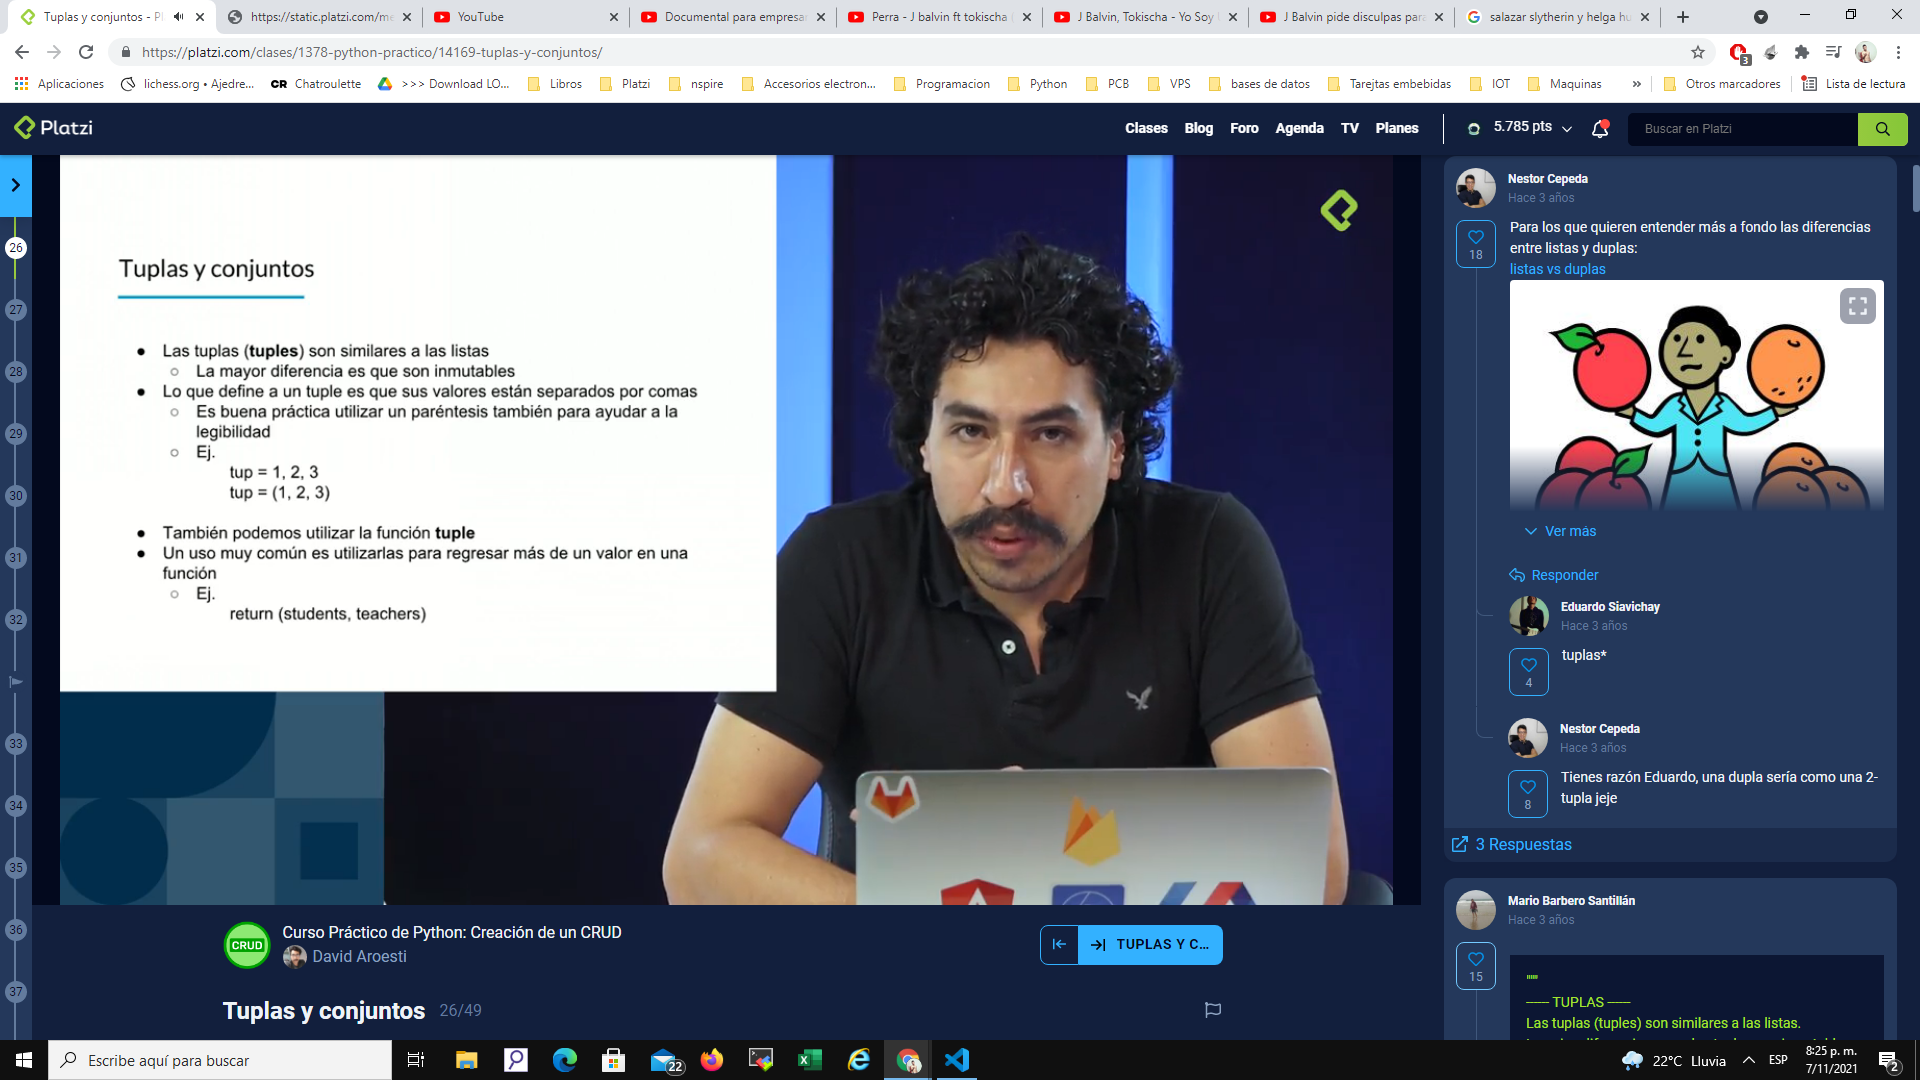 Tuplas y conjuntos - Pl
https://static.platzi.com/me
YouTube
Documental para empresar
Perra - J balvin ft tokischa
J Balvin, Tokischa - Yo Soy
J Balvin pide disculpas para
salazar slytherin y helga hu
https://platzi.com/clases/1378-python-practico/14169-tuplas-y-conjuntos/
3
Aplicaciones
lichess.org • Ajedre...
CR Chatroulette
>>> Download LO...
Libros
Platzi
nspire
Accesorios electron...
Programacion
Python
PCB
VPS
bases de datos
Tarejtas embebidas
IOT
Maquinas
»
Otros marcadores
Lista de lectura
Platzi
Clases
Blog
Foro
Agenda
TV
Planes
5.785 pts
Buscar en Platzi
26
27
28
29
30
31
32
33
34
35
36
37
Tuplas y conjuntos
● Las tuplas (tuples) son similares a las listas
○ La mayor diferencia es que son inmutables
● Lo que define a un tuple es que sus valores están separados por comas
○ Es buena práctica utilizar un paréntesis también para ayudar a la
legibilidad
○ Ej.
tup = 1, 2, 3
tup = (1, 2, 3)
● También podemos utilizar la función tuple
● Un uso muy común es utilizarlas para regresar más de un valor en una
función
○ Ej.
return (students, teachers)
CRUD
Curso Práctico de Python: Creación de un CRUD
David Aroesti
TUPLAS Y C...
Tuplas y conjuntos 26/49
Nestor Cepeda
Hace 3 años
18
Para los que quieren entender más a fondo las diferencias
entre listas y duplas:
listas vs duplas
Ver más
Responder
Eduardo Siavichay
Hace 3 años
4
tuplas*
Nestor Cepeda
Hace 3 años
8
Tienes razón Eduardo, una dupla sería como una 2-
tupla jeje
3 Respuestas
Mario Barbero Santillán
Hace 3 años
15
"""
------ TUPLAS ------
Las tuplas (tuples) son similares a las listas.
Escribe aquí para buscar
22
22°C Lluvia
ESP
8:25 p. m.
7/11/2021
2